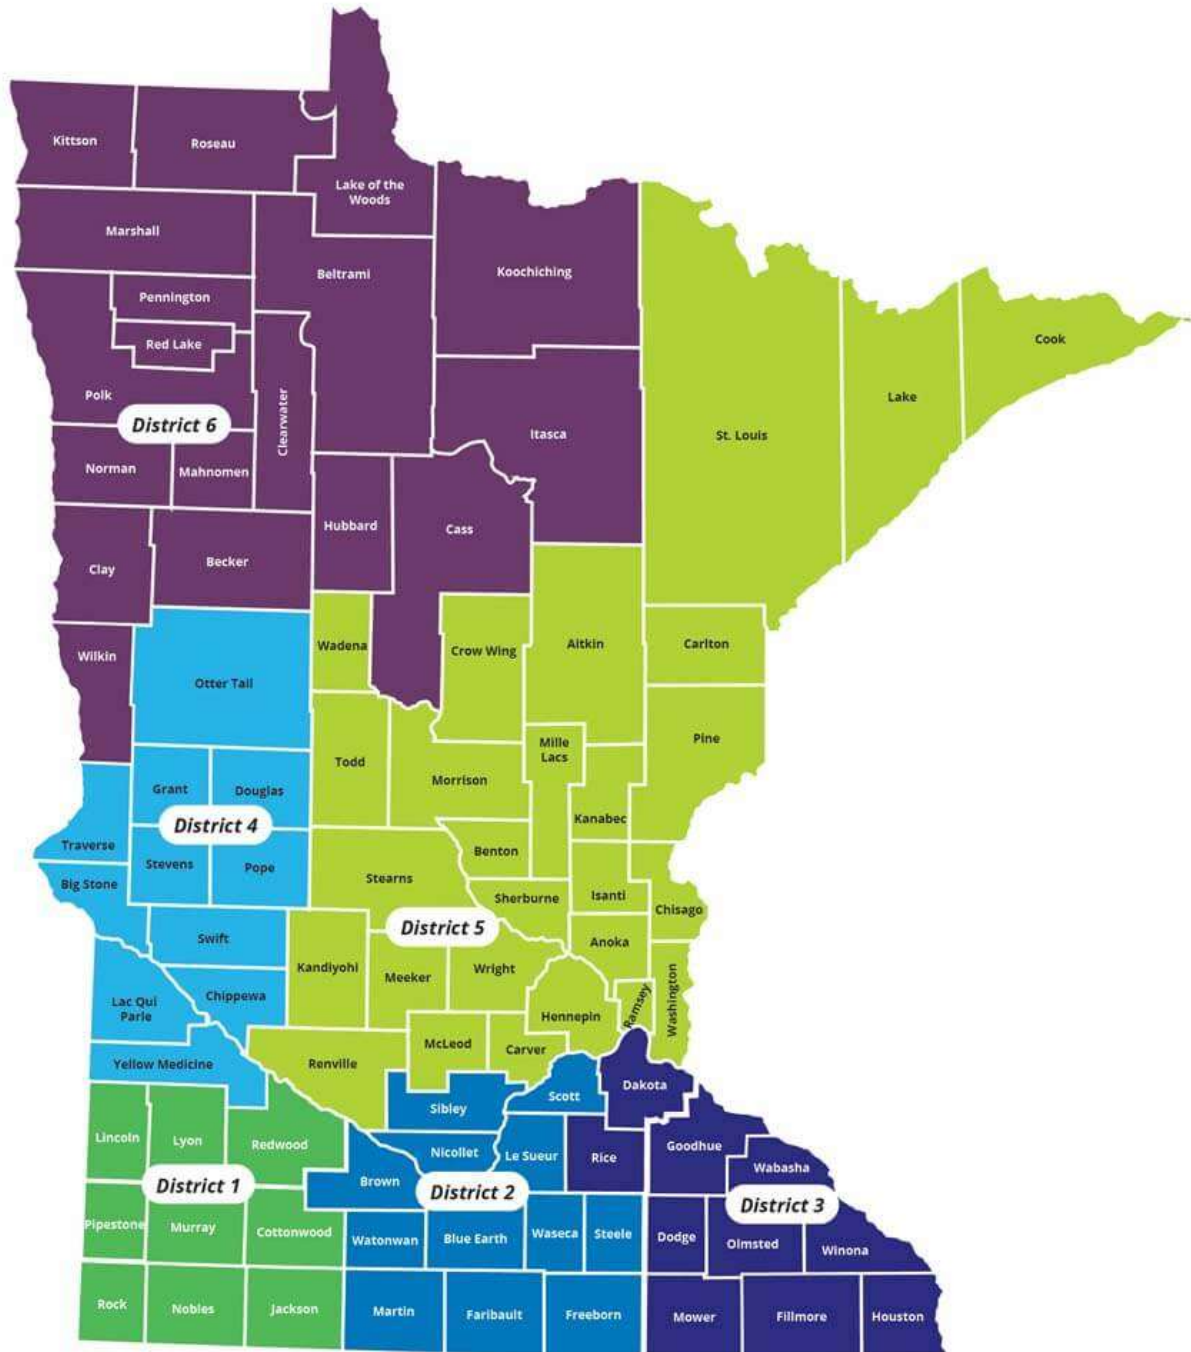 Kittson
Roseau
Lake of the
Woods
Marshall
Beltrami
Koochiching
Pennington
Red Lake
Polk
Clearwater
District 6
Norman
Mahnomen
Itasca
St. Louis
Lake
Cook
Clay
Becker
Hubbard
Cass
Wilkin
Otter Tail
Wadena
Crow Wing
Aitkin
Carlton
Grant
Douglas
Todd
Morrison
Mille
Lacs
Pine
District 4
Traverse
Stevens
Pope
Kanabec
Benton
Big Stone
Stearns
Sherburne
Isanti
Chisago
District 5
Swift
Kandiyohi
Meeker
Wright
Anoka
Washington
Lac Qui
Parle
Chippewa
Hennepin
Ramsey
Yellow Medicine
Renville
McLeod
Carver
Dakota
Scott
Sibley
Lincoln
Lyon
Redwood
Nicollet
Le Sueur
Rice
Goodhue
Wabasha
District 1
Brown
District 2
District 3
Pipestone
Murray
Cottonwood
Watonwan
Blue Earth
Waseca
Steele
Dodge
Olmsted
Winona
Rock
Nobles
Jackson
Martin
Faribault
Freeborn
Mower
Fillmore
Houston